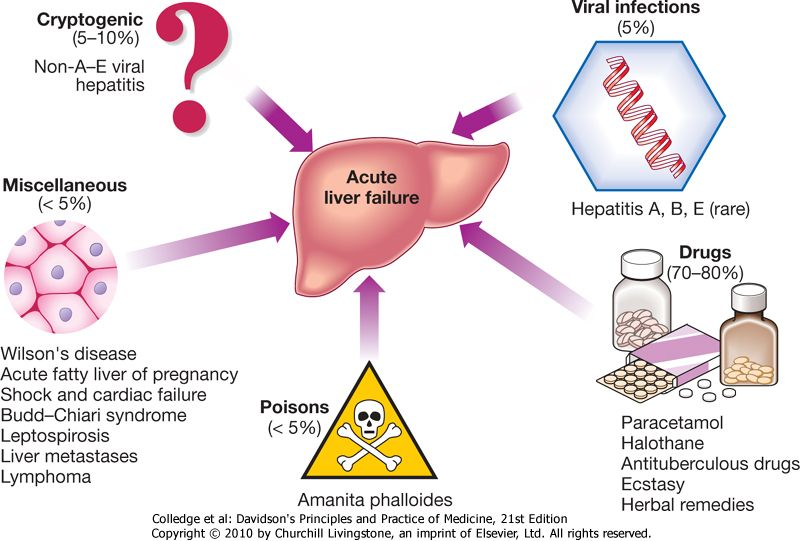 Cryptogenic
(5–10%)
Non-A–E viral
hepatitis
Viral infections
(5%)
Hepatitis A, B, E (rare)
Acute
liver failure
Miscellaneous
(< 5%)
Wilson's disease
Acute fatty liver of pregnancy
Shock and cardiac failure
Budd–Chiari syndrome
Leptospirosis
Liver metastases
Lymphoma
Poisons
(< 5%)
Amanita phalloides
Drugs
(70–80%)
Paracetamol
Halothane
Antituberculous drugs
Ecstasy
Herbal remedies
Colledge et al: Davidson's Principles and Practice of Medicine, 21st Edition
Copyright © 2010 by Churchill Livingstone, an imprint of Elsevier, Ltd. All rights reserved.